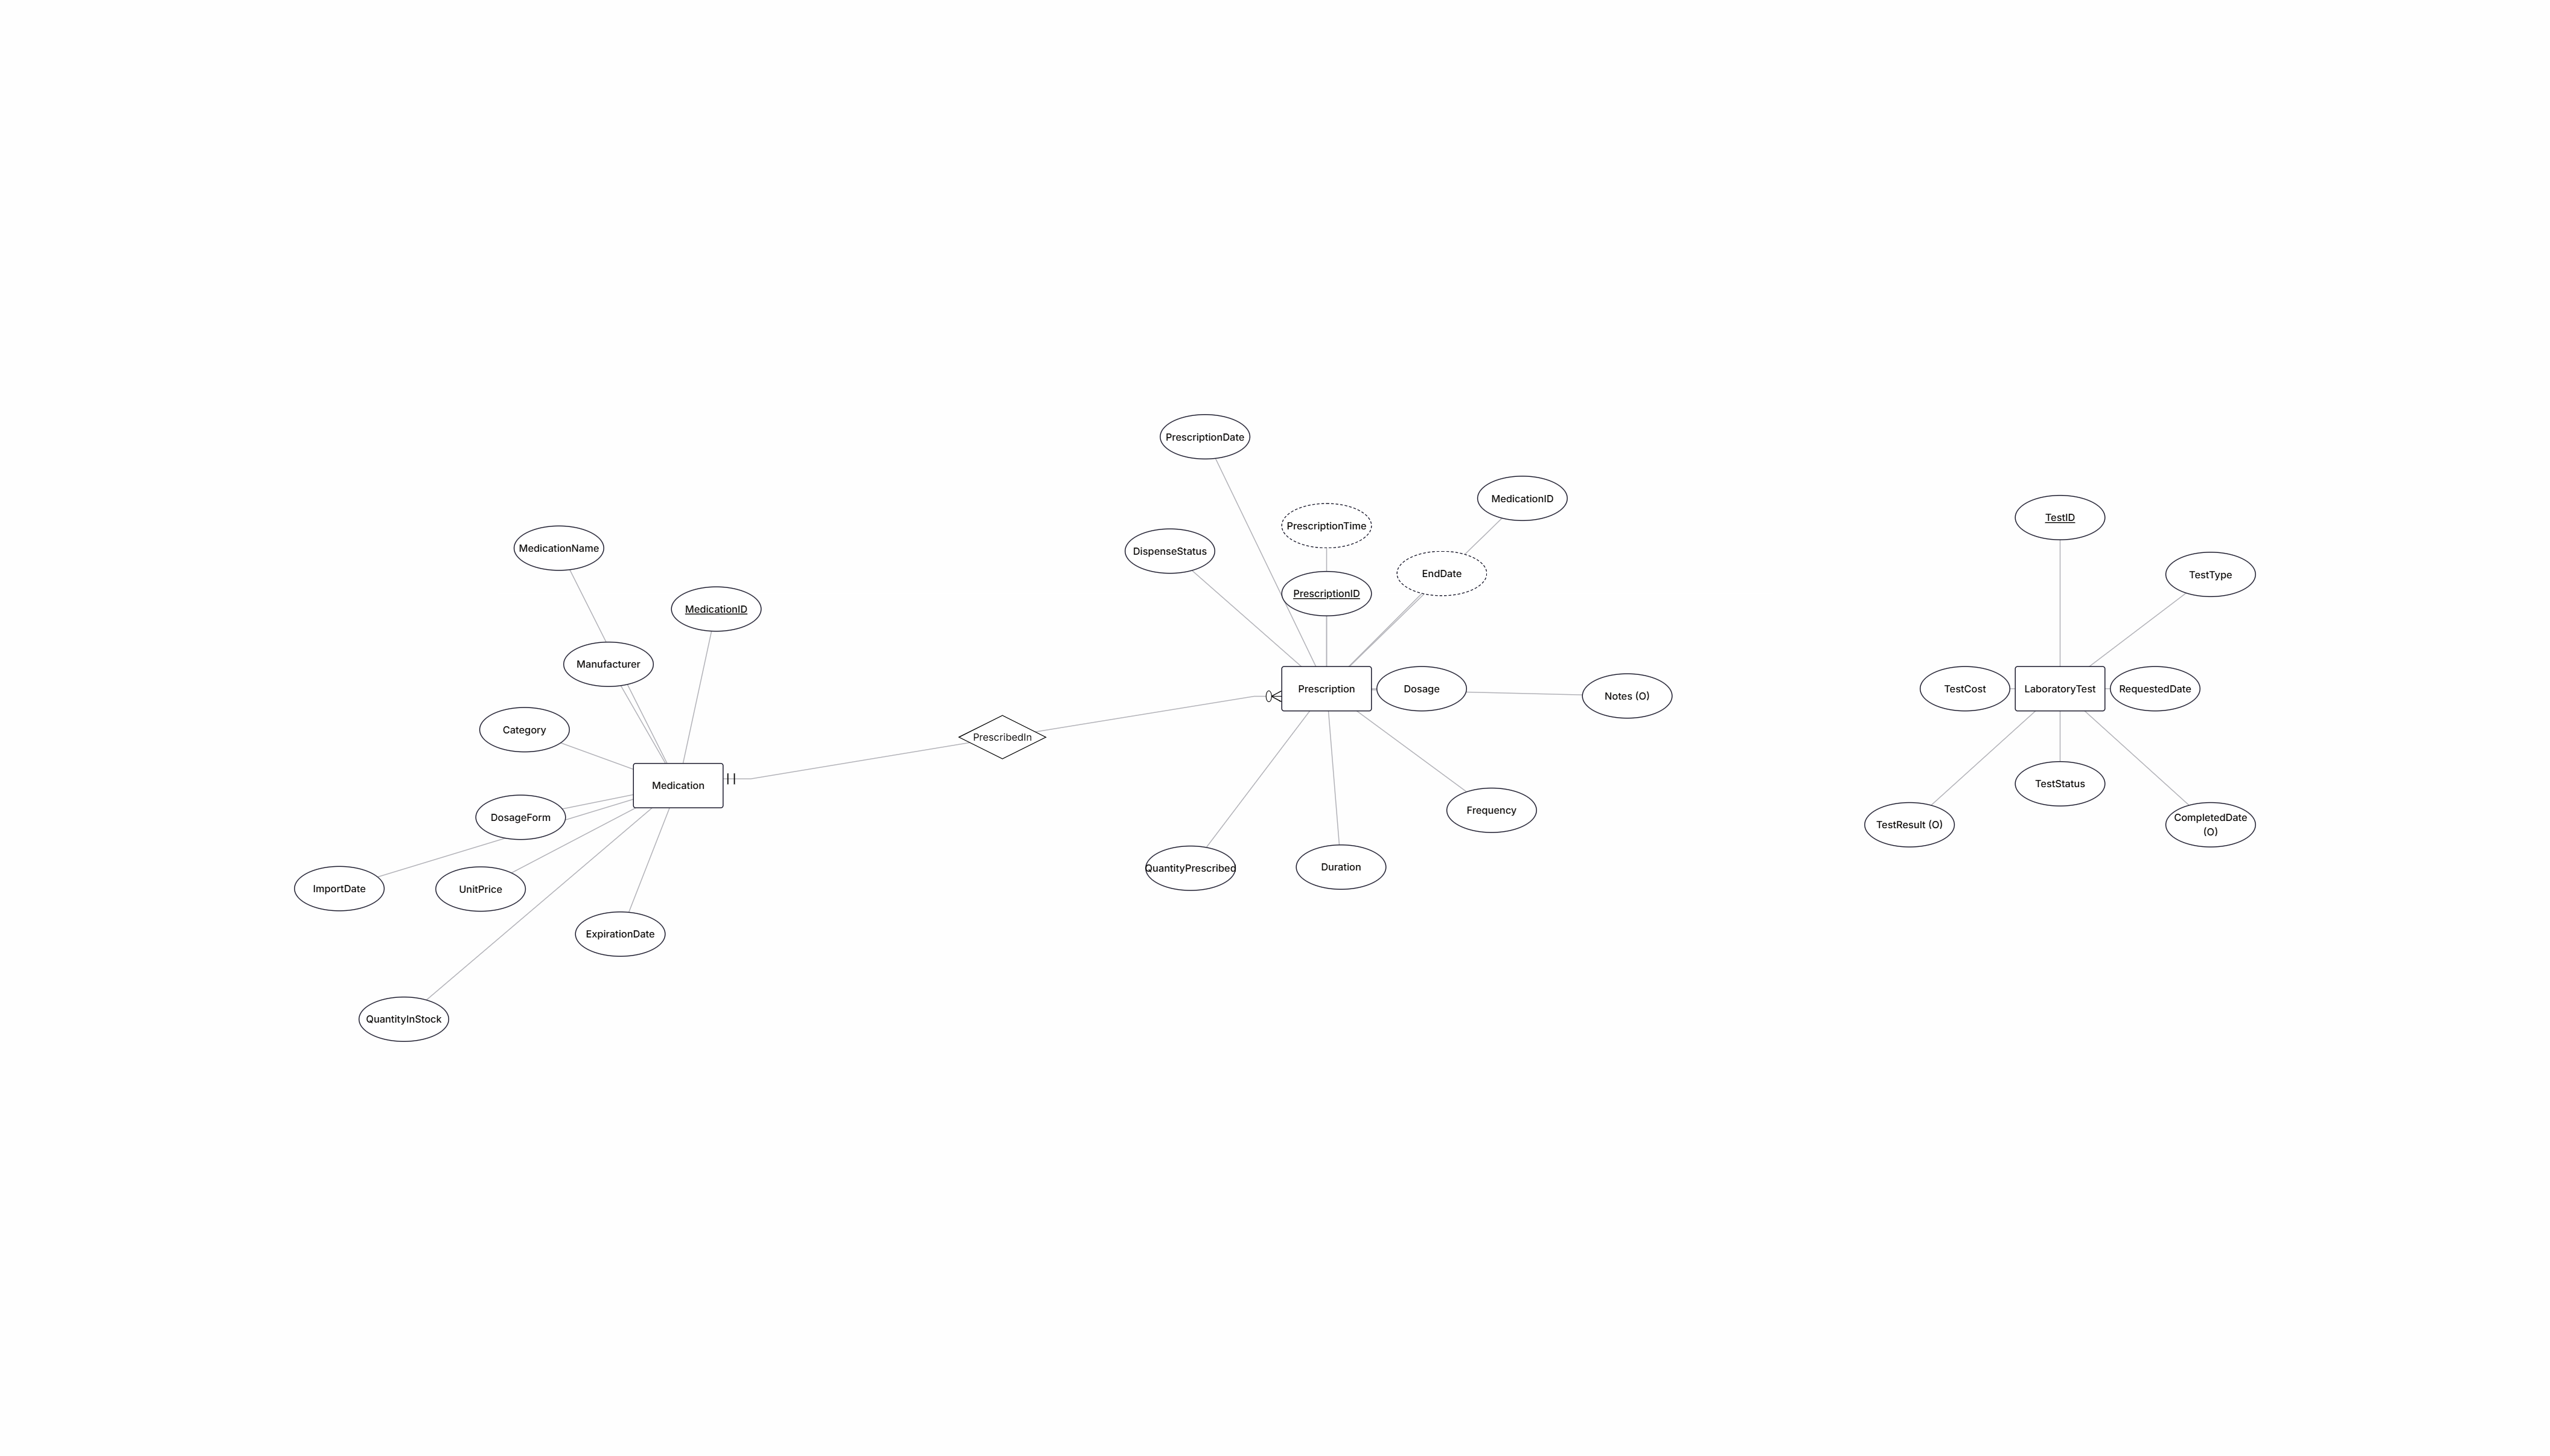 PrescriptionDate
MedicationID
TestID
PrescriptionTime
MedicationName
DispenseStatus
EndDate
TestType
PrescriptionID
MedicationID
Manufacturer
Prescription
Dosage
Notes (O)
TestCost
LaboratoryTest
RequestedDate
Category
PrescribedIn
Medication
TestStatus
DosageForm
Frequency
TestResult (O)
CompletedDate
(O)
ImportDate
UnitPrice
QuantityPrescribed
Duration
ExpirationDate
QuantityInStock